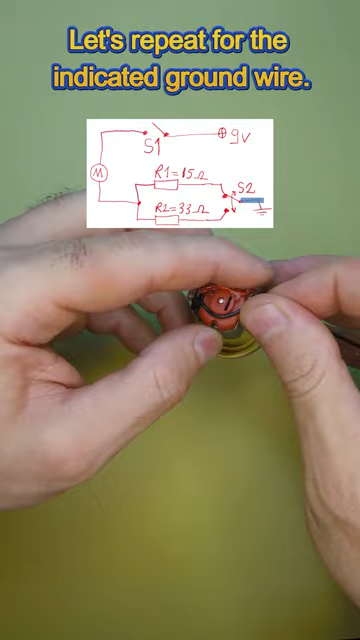 Let's repeat for the
indicated ground wire.
S1
9V
M
R1=15Ω
S2
R2=33Ω